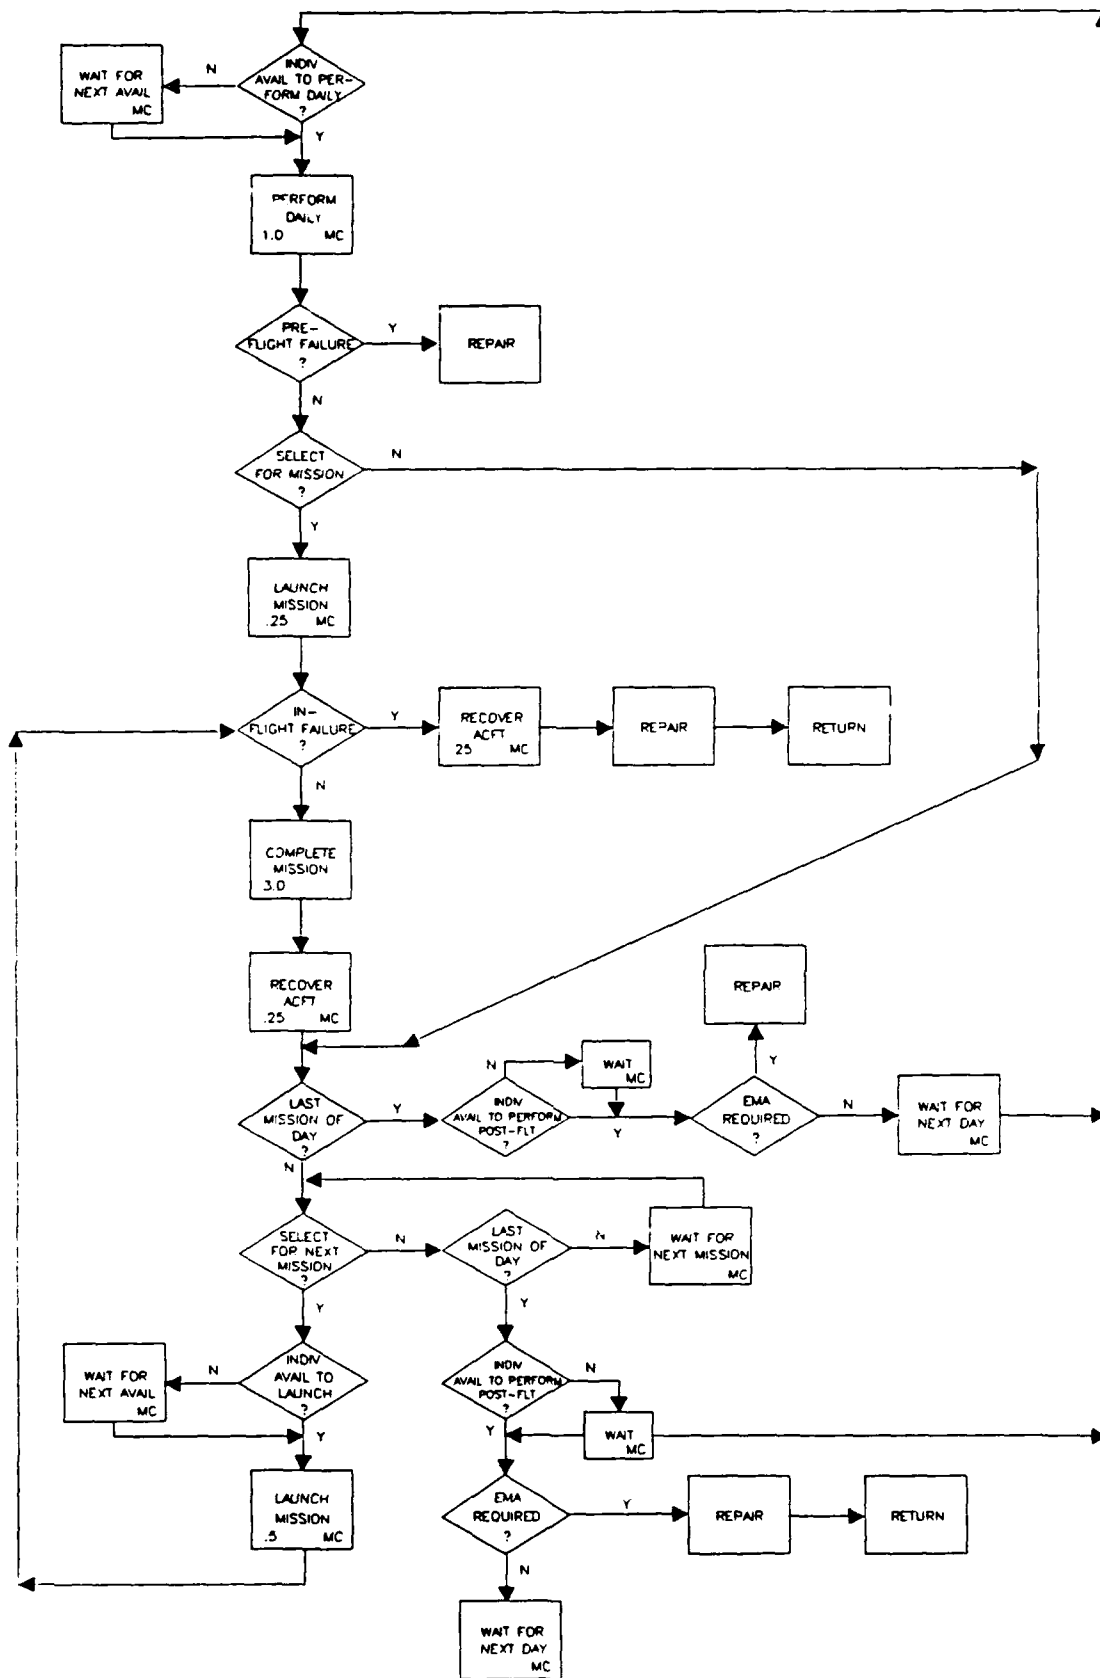 INDIV
AVAIL TO PER-
FORM DAILY
?
N
WAIT FOR
NEXT AVAIL
MC
Y
PERFORM
DAILY
1.0 MC
PRE-
FLIGHT FAILURE
?
Y
REPAIR
N
SELECT
FOR MISSION
?
N
Y
LAUNCH
MISSION
.25 MC
IN-
FLIGHT FAILURE
?
Y
RECOVER
ACFT
25 MC
REPAIR
RETURN
N
COMPLETE
MISSION
3.0
RECOVER
ACFT
.25 MC
REPAIR
LAST
MISSION OF
DAY
?
Y
INDIV
AVAIL TO PERFORM
POST-FLT
?
N
WAIT
MC
Y
EMA
REQUIRED
?
Y
N
WAIT FOR
NEXT DAY
MC
N
SELECT
FOR NEXT
MISSION
?
N
LAST
MISSION OF
DAY
?
N
WAIT FOR
NEXT MISSION
MC
Y
Y
INDIV
AVAIL TO
LAUNCH
?
N
WAIT FOR
NEXT AVAIL
MC
Y
INDIV
AVAIL TO PERFORM
POST-FLT
?
N
WAIT
MC
Y
LAUNCH
MISSION
.5 MC
EMA
REQUIRED
?
Y
REPAIR
RETURN
N
WAIT FOR
NEXT DAY
MC